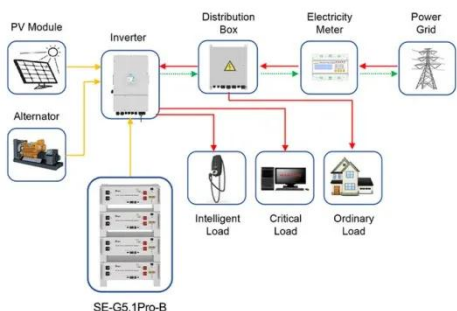 PV Module
Inverter
Distribution
Box
Electricity
Meter
Power
Grid
Alternator
Intelligent
Load
Critical
Load
Ordinary
Load
SE-G5.1Pro-B